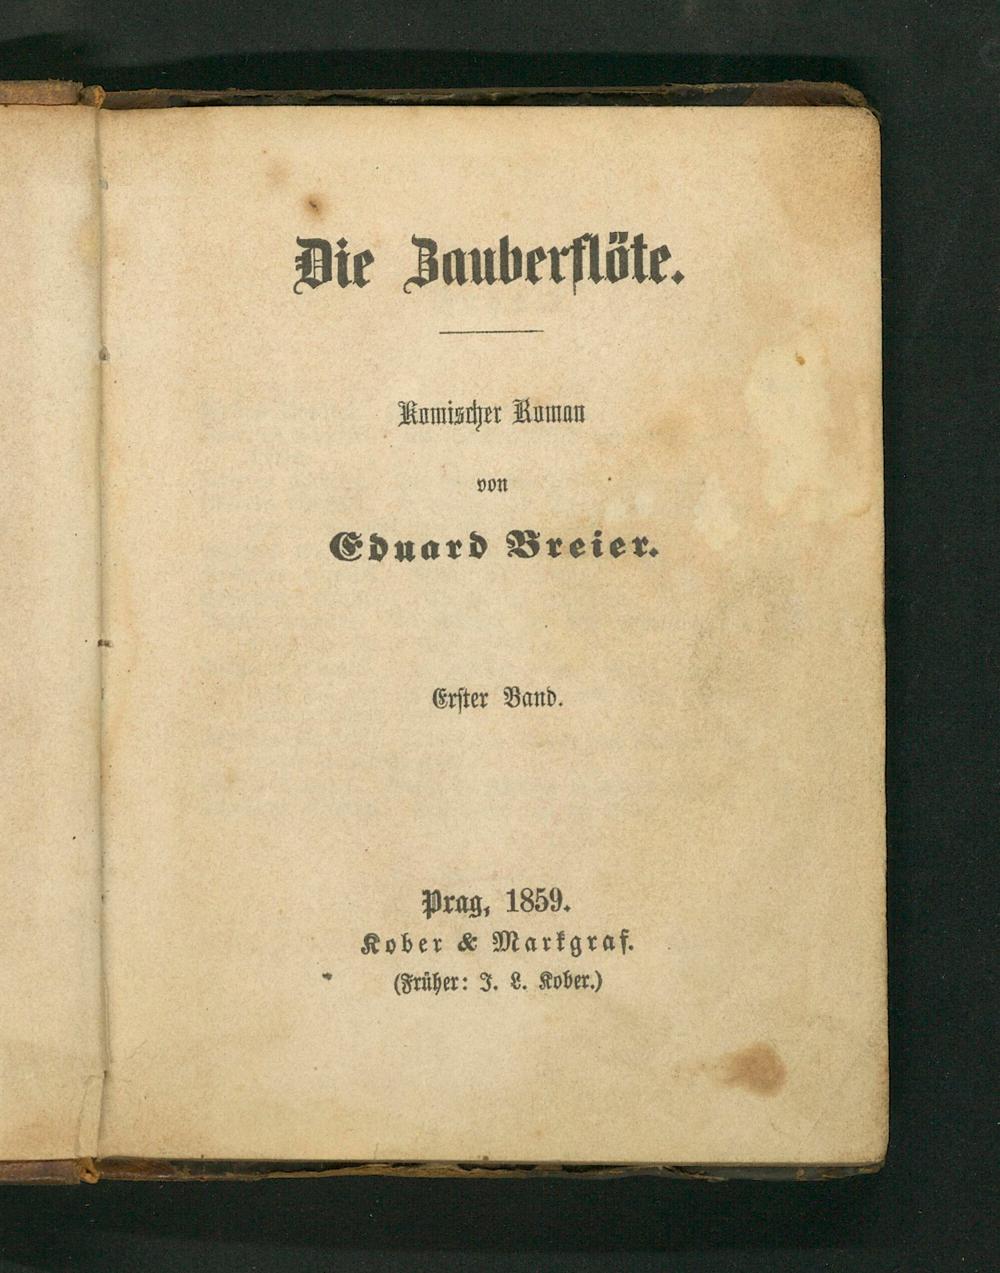 Die Zauberflöte.
Komischer Roman
von
Eduard Breier.
Erster Band.
Prag, 1859.
Kober & Markgraf.
(Früher: I. L. Kober.)